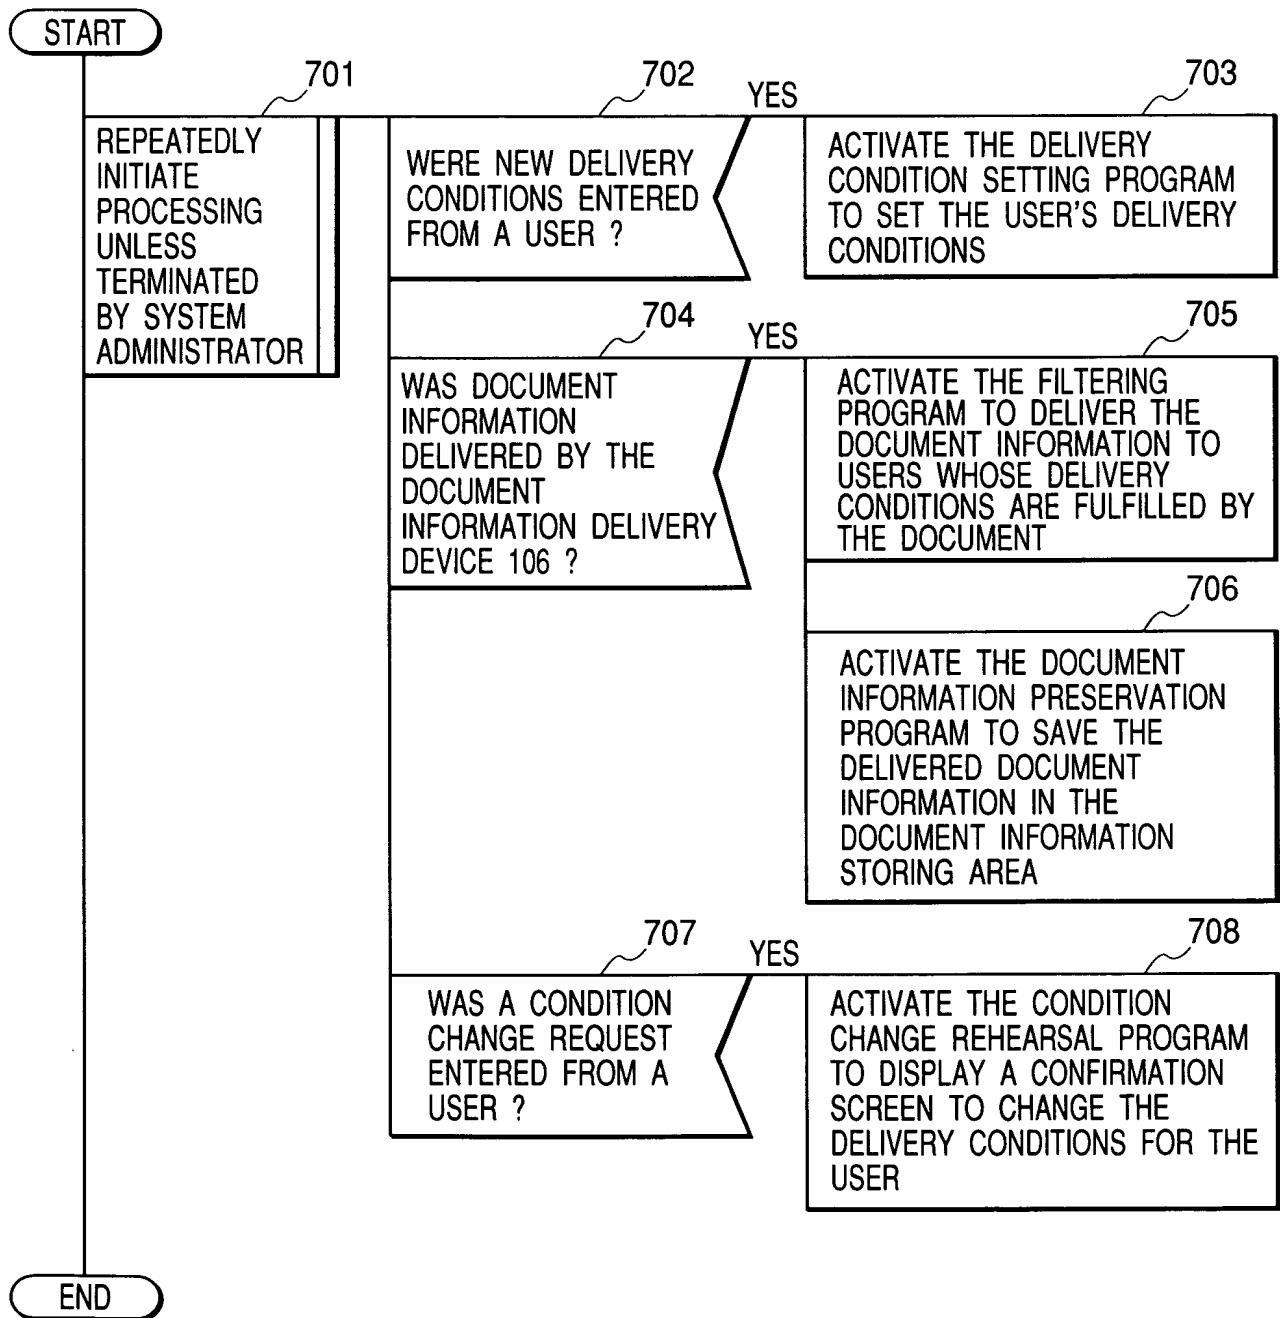 START
701
REPEATEDLY
INITIATE
PROCESSING
UNLESS
TERMINATED
BY SYSTEM
ADMINISTRATOR
702
WERE NEW DELIVERY
CONDITIONS ENTERED
FROM A USER ?
YES
703
ACTIVATE THE DELIVERY
CONDITION SETTING PROGRAM
TO SET THE USER'S DELIVERY
CONDITIONS
704
WAS DOCUMENT
INFORMATION
DELIVERED BY THE
DOCUMENT
INFORMATION DELIVERY
DEVICE 106 ?
YES
705
ACTIVATE THE FILTERING
PROGRAM TO DELIVER THE
DOCUMENT INFORMATION TO
USERS WHOSE DELIVERY
CONDITIONS ARE FULFILLED BY
THE DOCUMENT
706
ACTIVATE THE DOCUMENT
INFORMATION PRESERVATION
PROGRAM TO SAVE THE
DELIVERED DOCUMENT
INFORMATION IN THE
DOCUMENT INFORMATION
STORING AREA
707
WAS A CONDITION
CHANGE REQUEST
ENTERED FROM A
USER ?
YES
708
ACTIVATE THE CONDITION
CHANGE REHEARSAL PROGRAM
TO DISPLAY A CONFIRMATION
SCREEN TO CHANGE THE
DELIVERY CONDITIONS FOR THE
USER
END